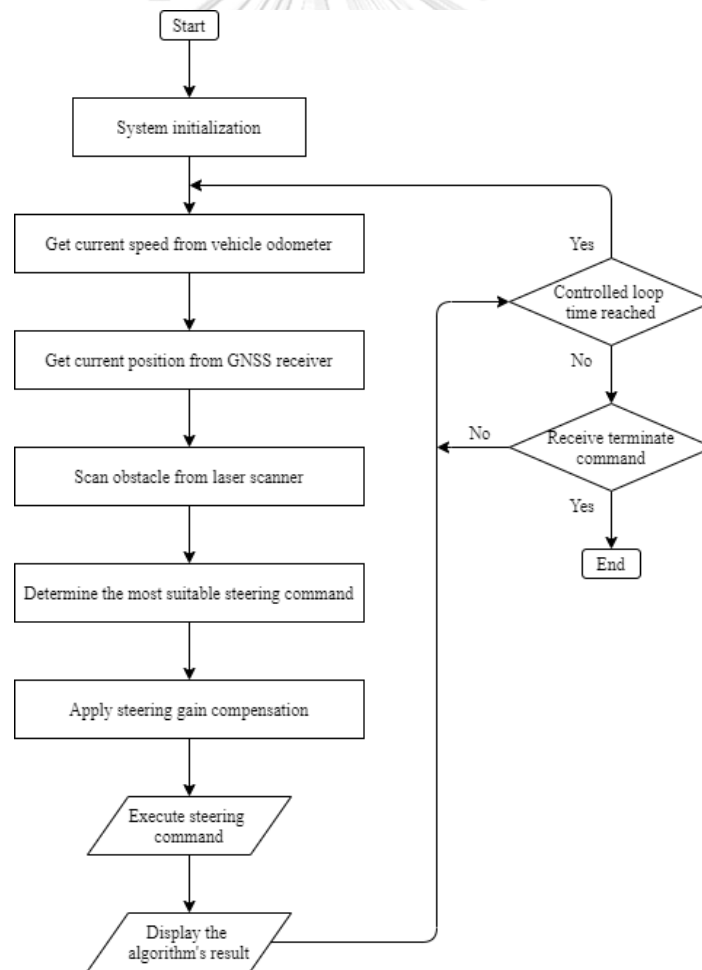 Start
System initialization
Get current speed from vehicle odometer
Get current position from GNSS receiver
Scan obstacle from laser scanner
Determine the most suitable steering command
Apply steering gain compensation
Execute steering
command
Display the
algorithm's result
Yes
Controlled loop
time reached
No
Receive terminate
command
No
Yes
End